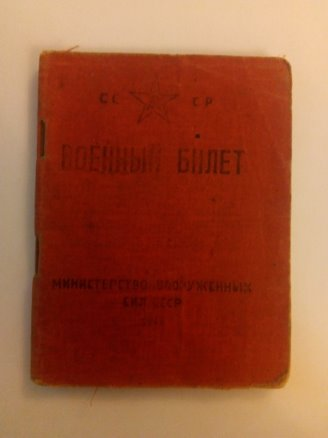 СС СР
ВОЕННЫЙ БИЛЕТ
МИНИСТЕРСТВО ВООРУЖЕННЫХ
СИЛ СССР